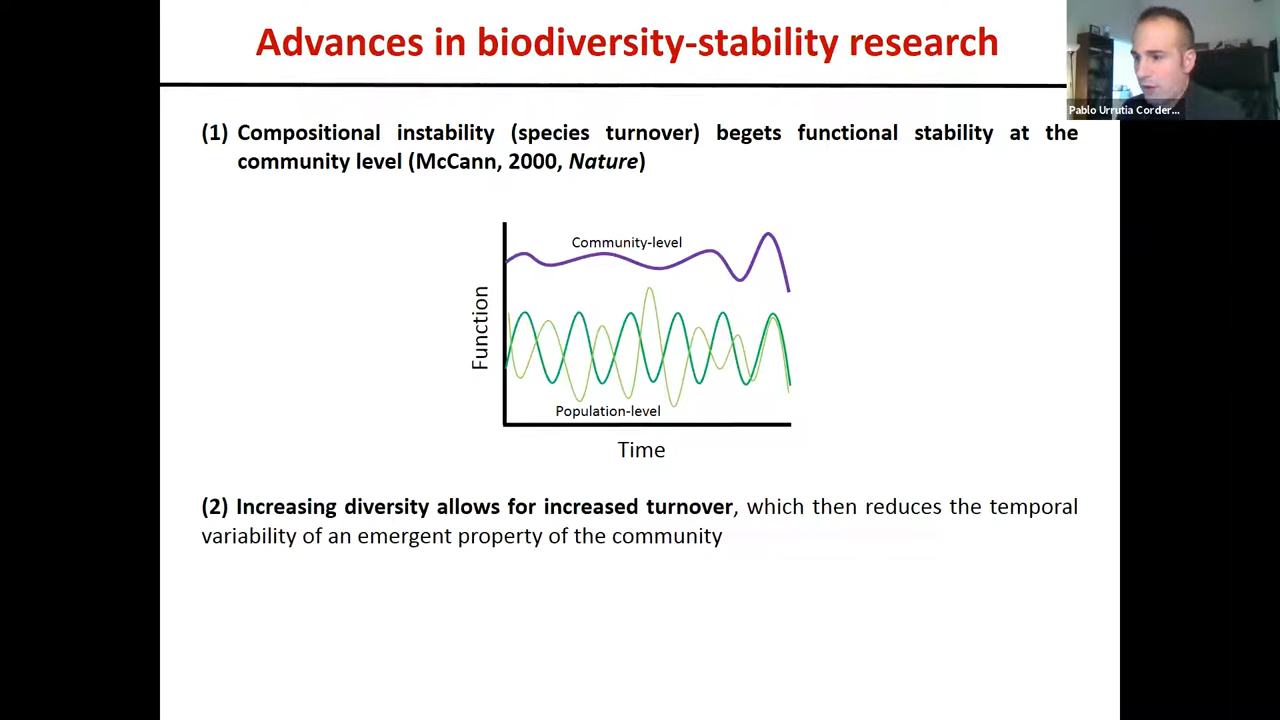 Advances in biodiversity-stability research
Pablo Urrutia Corder...
(1) Compositional instability (species turnover) begets functional stability at the
community level (McCann, 2000, Nature)
Community-level
Function
Population-level
Time
(2) Increasing diversity allows for increased turnover, which then reduces the temporal
variability of an emergent property of the community